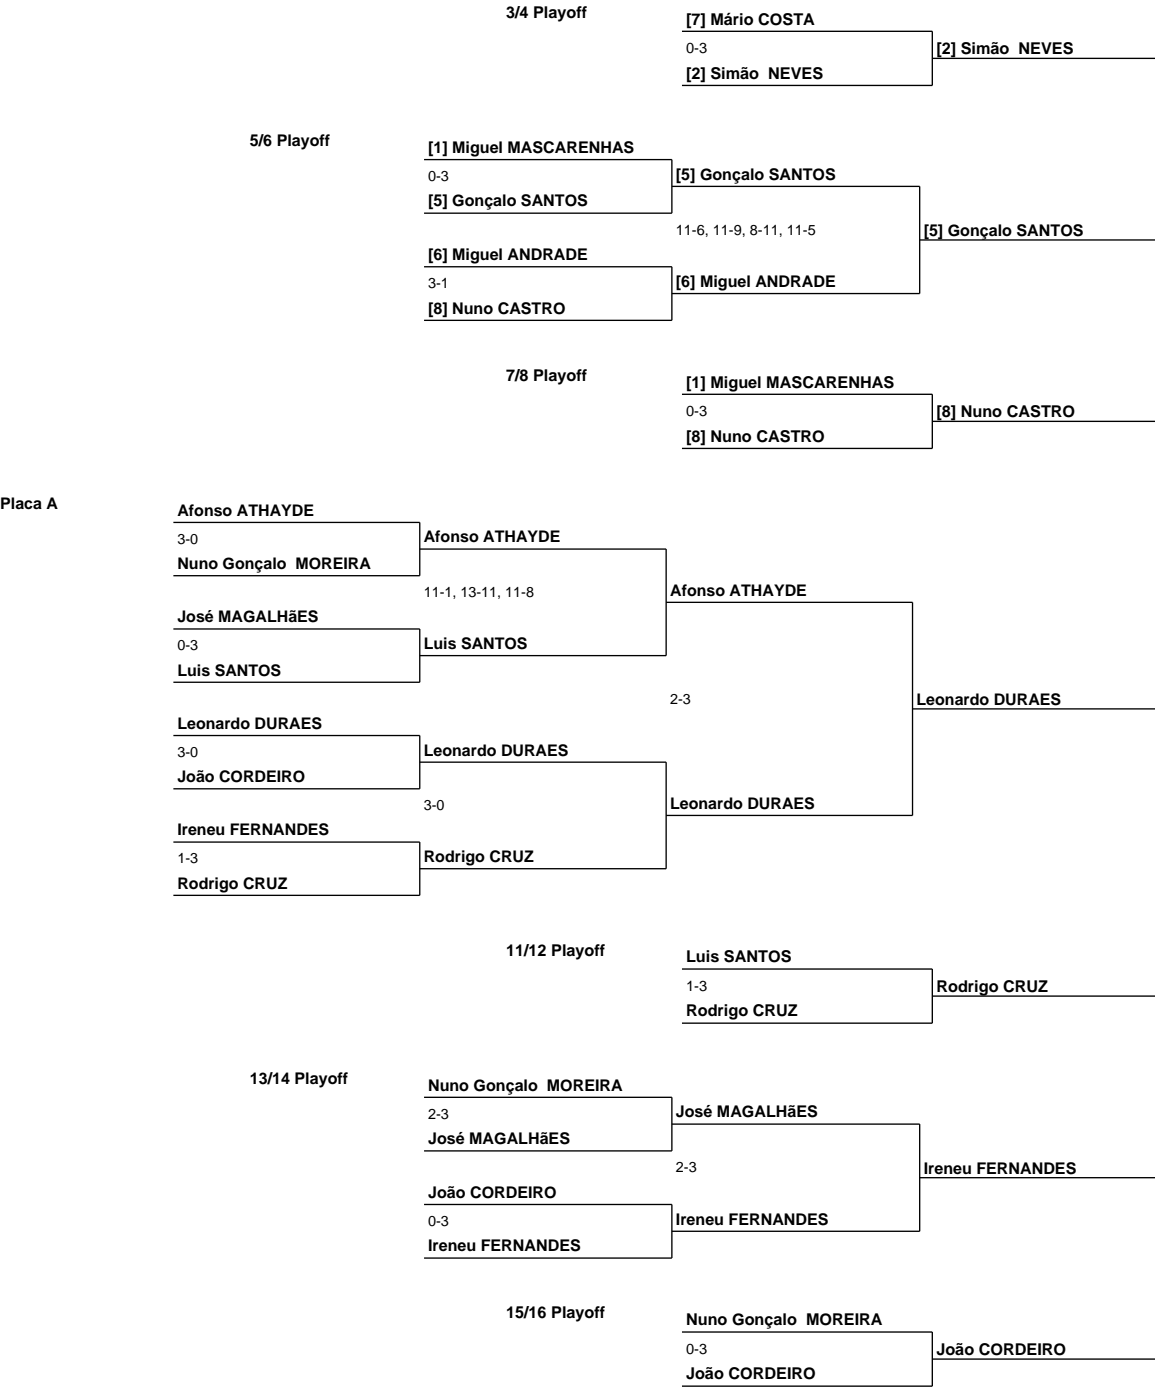 3/4 Playoff
[7] Mário COSTA
0-3
[2] Simão  NEVES
[2] Simão  NEVES
5/6 Playoff
[1] Miguel MASCARENHAS
0-3
[5] Gonçalo SANTOS
[5] Gonçalo SANTOS
11-6, 11-9, 8-11, 11-5
[5] Gonçalo SANTOS
[6] Miguel ANDRADE
3-1
[6] Miguel ANDRADE
[8] Nuno CASTRO
7/8 Playoff
[1] Miguel MASCARENHAS
0-3
[8] Nuno CASTRO
[8] Nuno CASTRO
Placa A
Afonso ATHAYDE
3-0
Afonso ATHAYDE
Nuno Gonçalo  MOREIRA
11-1, 13-11, 11-8
Afonso ATHAYDE
José MAGALHãES
0-3
Luis SANTOS
Luis SANTOS
2-3
Leonardo DURAES
Leonardo DURAES
3-0
Leonardo DURAES
João CORDEIRO
3-0
Leonardo DURAES
Ireneu FERNANDES
1-3
Rodrigo CRUZ
Rodrigo CRUZ
11/12 Playoff
Luis SANTOS
1-3
Rodrigo CRUZ
Rodrigo CRUZ
13/14 Playoff
Nuno Gonçalo  MOREIRA
2-3
José MAGALHãES
José MAGALHãES
2-3
Ireneu FERNANDES
João CORDEIRO
0-3
Ireneu FERNANDES
Ireneu FERNANDES
15/16 Playoff
Nuno Gonçalo  MOREIRA
0-3
João CORDEIRO
João CORDEIRO